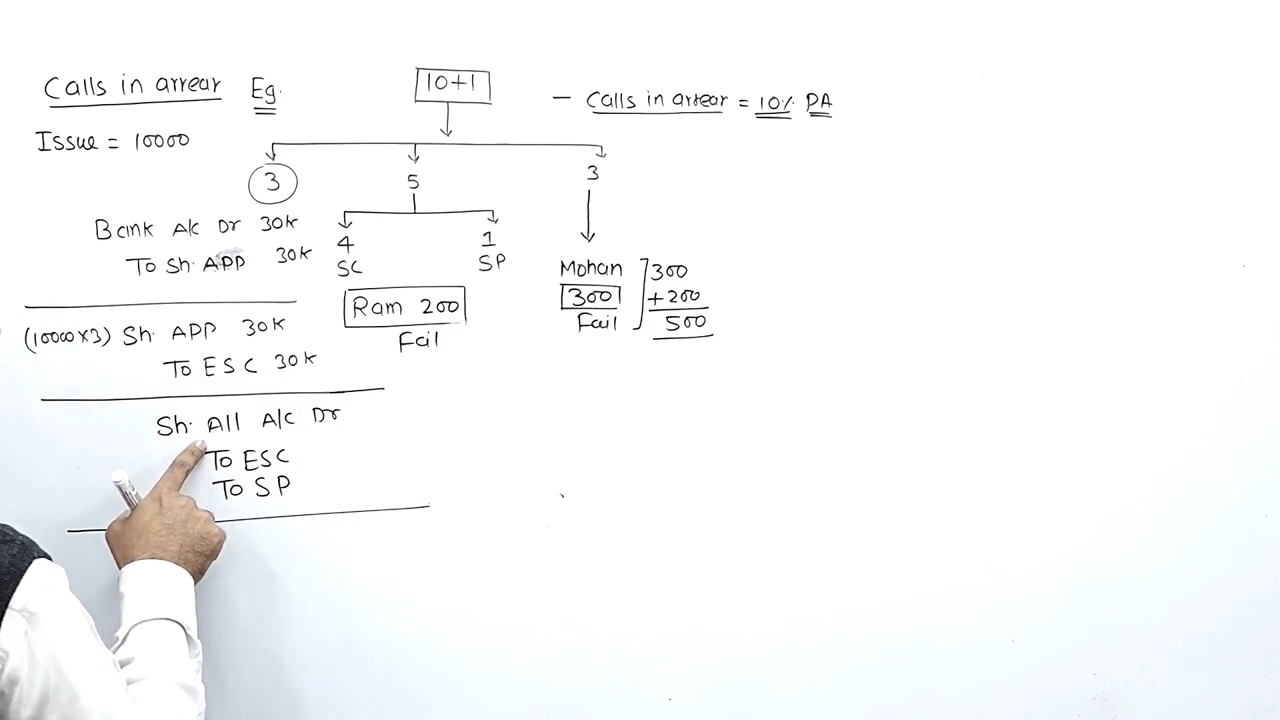 Calls in arrear Eg.
10+1
— Calls in arrear = 10% PA
Issue = 10000
3 5 3
Bank A/c Dr 30K
To Sh. APP 30K
4 1
SC SP
Ram 200
Fail
Mohan
300
Fail
300
+200
500
(10000x3) Sh. APP 30K
To ESC 30K
Sh. All A/c Dr
To ESC
To SP